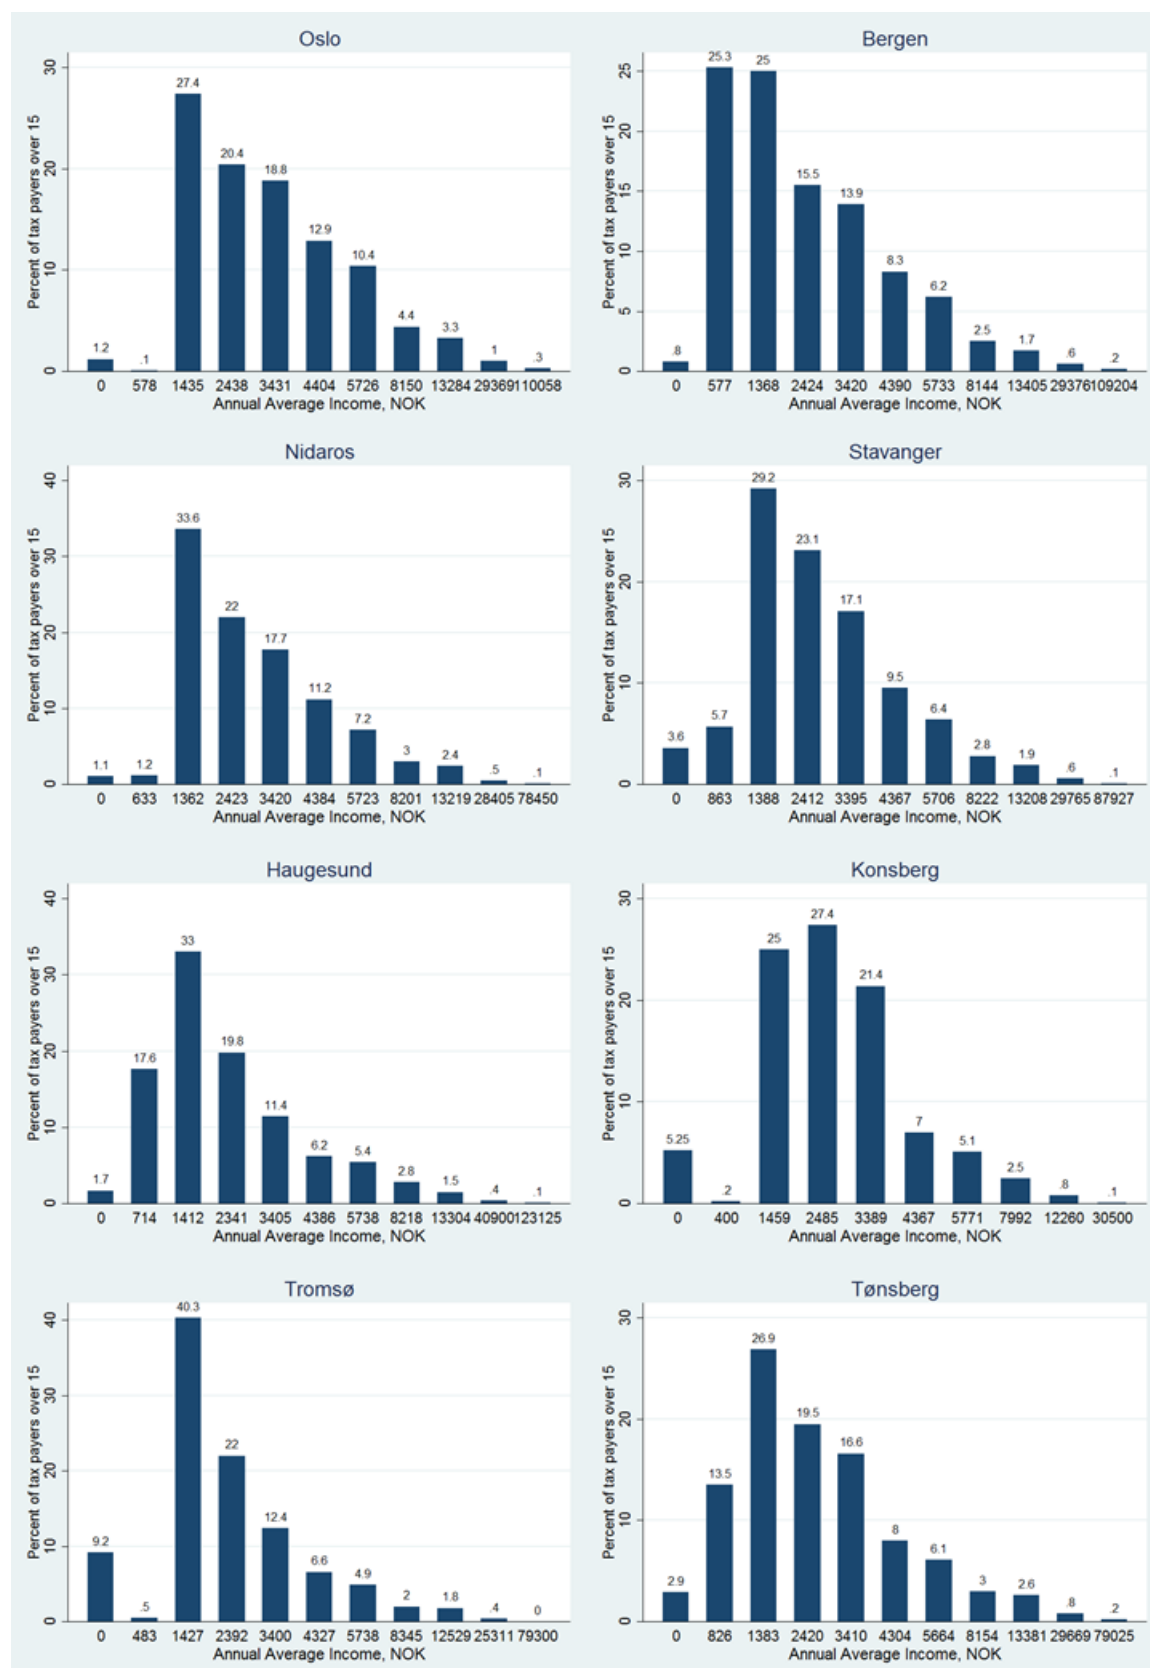 Oslo
Percent of tax payers over 15
30
20
10
0
1.2 .1 27.4 20.4 18.8 12.9 10.4 4.4 3.3 1 .3
0 578 1435 2438 3431 4404 5726 8150 13284 29369 110058
Annual Average Income, NOK
Bergen
Percent of tax payers over 15
25
20
15
10
5
0
.8 25.3 25 15.5 13.9 8.3 6.2 2.5 1.7 .6 .2
0 577 1368 2424 3420 4390 5733 8144 13405 29376 109204
Annual Average Income, NOK
Nidaros
Percent of tax payers over 15
40
30
20
10
0
1.1 1.2 33.6 22 17.7 11.2 7.2 3 2.4 .5 .1
0 633 1362 2423 3420 4384 5723 8201 13219 28405 78450
Annual Average Income, NOK
Stavanger
Percent of tax payers over 15
30
20
10
0
3.6 5.7 29.2 23.1 17.1 9.5 6.4 2.8 1.9 .6 .1
0 863 1388 2412 3395 4367 5706 8222 13208 29765 87927
Annual Average Income, NOK
Haugesund
Percent of tax payers over 15
40
30
20
10
0
1.7 17.6 33 19.8 11.4 6.2 5.4 2.8 1.5 .4 .1
0 714 1412 2341 3405 4386 5738 8218 13304 40900 123125
Annual Average Income, NOK
Konsberg
Percent of tax payers over 15
30
20
10
0
5.25 .2 25 27.4 21.4 7 5.1 2.5 .8 .1
0 400 1459 2485 3389 4367 5771 7992 12260 30500
Annual Average Income, NOK
Tromsø
Percent of tax payers over 15
40
30
20
10
0
9.2 .5 40.3 22 12.4 6.6 4.9 2 1.8 .4 0
0 483 1427 2392 3400 4327 5738 8345 12529 25311 79300
Annual Average Income, NOK
Tønsberg
Percent of tax payers over 15
30
20
10
0
2.9 13.5 26.9 19.5 16.6 8 6.1 3 2.6 .8 .2
0 826 1383 2420 3410 4304 5664 8154 13381 29669 79025
Annual Average Income, NOK